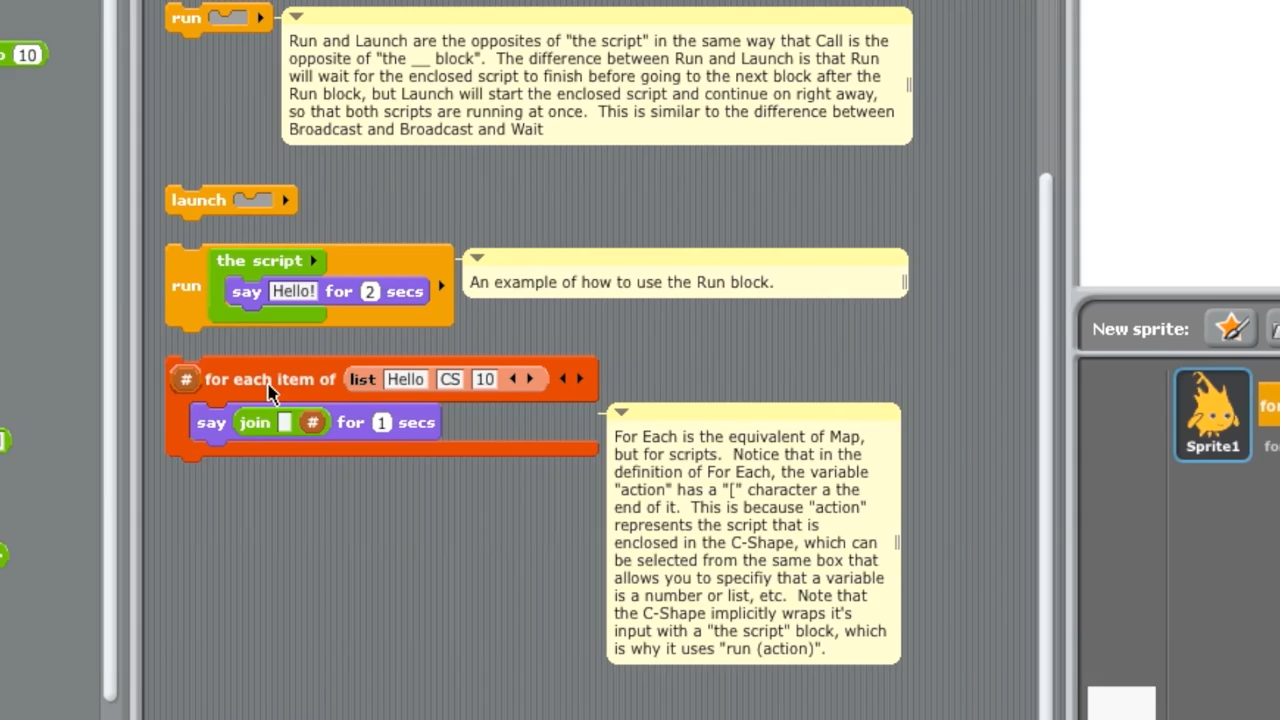 10
run
Run and Launch are the opposites of "the script" in the same way that Call is the
opposite of "the __ block". The difference between Run and Launch is that Run
will wait for the enclosed script to finish before going to the next block after the
Run block, but Launch will start the enclosed script and continue on right away,
so that both scripts are running at once. This is similar to the difference between
Broadcast and Broadcast and Wait
launch
the script
run
say Hello! for 2 secs
An example of how to use the Run block.
New sprite:
# for each item of list Hello CS 10
say join # for 1 secs
For Each is the equivalent of Map,
but for scripts. Notice that in the
definition of For Each, the variable
"action" has a "[" character a the
end of it. This is because "action"
represents the script that is
enclosed in the C-Shape, which can
be selected from the same box that
allows you to specifiy that a variable
is a number or list, etc. Note that
the C-Shape implicitly wraps it's
input with a "the script" block, which
is why it uses "run (action)".
Sprite1